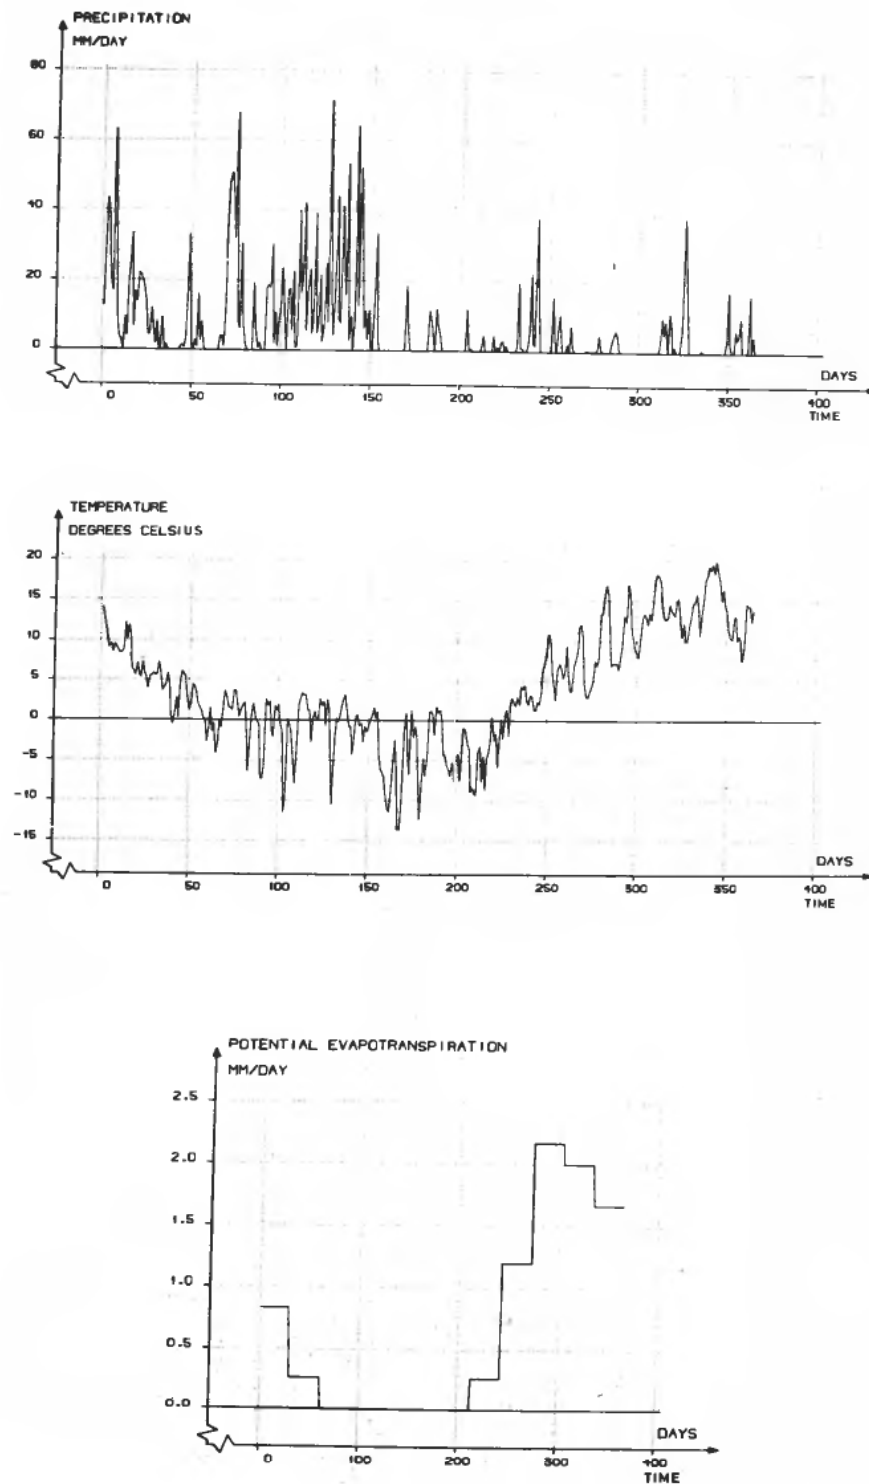 PRECIPITATION
MM/DAY
80
60
40
20
0
DAYS
0 50 100 150 200 250 300 350 400
TIME
TEMPERATURE
DEGREES CELSIUS
20
15
10
5
0
-5
-10
-15
DAYS
0 50 100 150 200 250 300 350 400
TIME
POTENTIAL EVAPOTRANSPIRATION
MM/DAY
2.5
2.0
1.5
1.0
0.5
0.0
DAYS
0 100 200 300 400
TIME